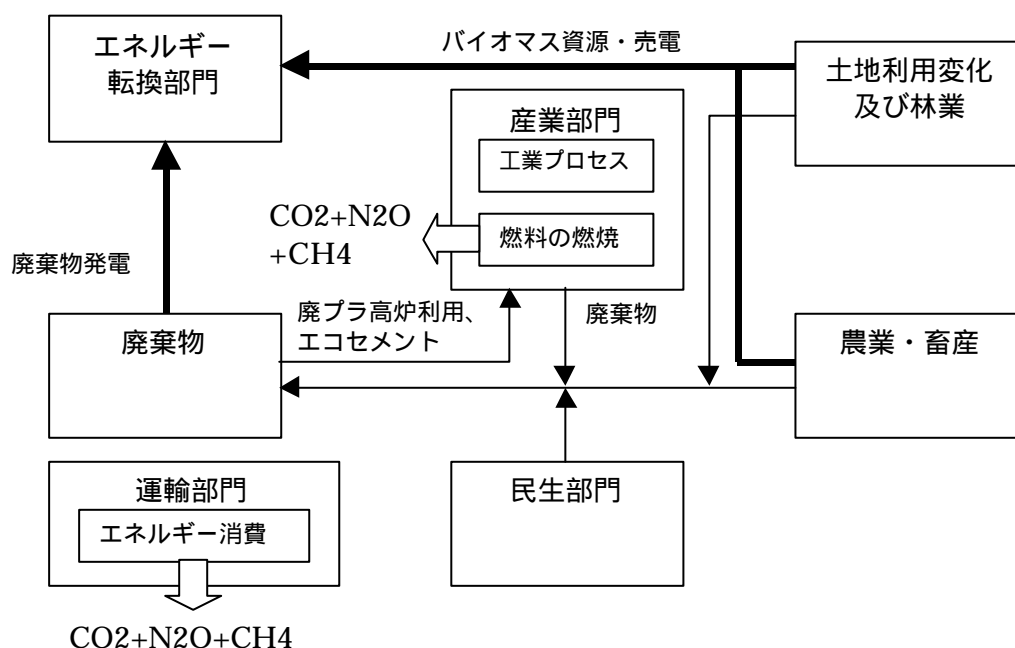 エネルギー
転換部門
バイオマス資源・売電
土地利用変化
及び林業
産業部門
工業プロセス
CO2+N2O
+CH4
燃料の燃焼
廃棄物発電
廃プラ高炉利用、
エコセメント
廃棄物
廃棄物
農業・畜産
運輸部門
エネルギー消費
民生部門
CO2+N2O+CH4